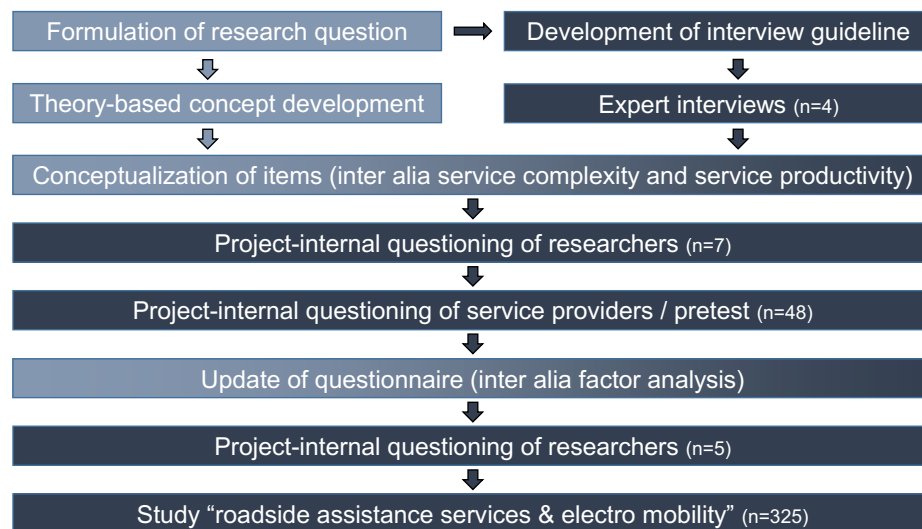 Formulation of research question
Development of interview guideline
Theory-based concept development
Expert interviews (n=4)
Conceptualization of items (inter alia service complexity and service productivity)
Project-internal questioning of researchers (n=7)
Project-internal questioning of service providers / pretest (n=48)
Update of questionnaire (inter alia factor analysis)
Project-internal questioning of researchers (n=5)
Study “roadside assistance services & electro mobility” (n=325)